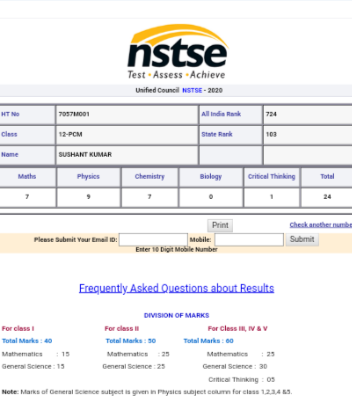 nstse
Test • Assess • Achieve
Unified Council NSTSE - 2020
HT No 7057M001 All India Rank 724
Class 12-PCM State Rank 103
Name SUSHANT KUMAR
Maths Physics Chemistry Biology Critical Thinking Total
7 9 7 0 1 24
Print Check another numbe
Please Submit Your Email ID: Mobile: Submit
Enter 10 Digit Mobile Number
Frequently Asked Questions about Results
DIVISION OF MARKS
For class I For class II For Class III, IV & V
Total Marks : 40 Total Marks : 50 Total Marks : 60
Mathematics : 15 Mathematics : 25 Mathematics : 25
General Science : 15 General Science : 25 General Science : 30
Critical Thinking : 05
Note: Marks of General Science subject is given in Physics subject column for class 1,2,3,4 &5.